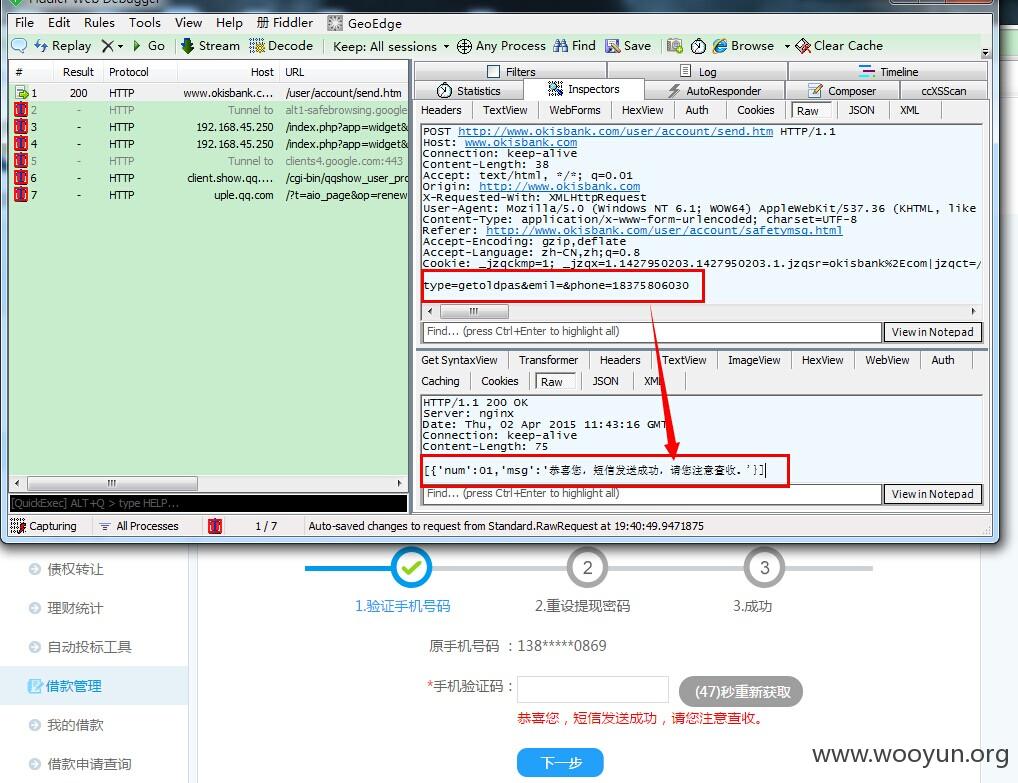 File Edit Rules Tools View Help 册 Fiddler GeoEdge
Replay Go Stream Decode Keep: All sessions Any Process Find Save Browse Clear Cache
# Result Protocol Host URL
1 200 HTTP www.okisbank.c... /user/account/send.htm
2 - HTTP Tunnel to alt1-safebrowsing.google
3 - HTTP 192.168.45.250 /index.php?app=widget&
4 - HTTP 192.168.45.250 /index.php?app=widget&
5 - HTTP Tunnel to clients4.google.com:443
6 - HTTP client.show.qq.... /cgi-bin/qqshow_user_pro
7 - HTTP uple.qq.com /?t=aio_page&op=renew
[QuickExec] ALT+Q > type HELP...
Filters Log Timeline
Statistics Inspectors AutoResponder Composer ccXSScan
Headers TextView WebForms HexView Auth Cookies Raw JSON XML
POST http://www.okisbank.com/user/account/send.htm HTTP/1.1
Host: www.okisbank.com
Connection: keep-alive
Content-Length: 38
Accept: text/html, */*; q=0.01
Origin: http://www.okisbank.com
X-Requested-With: XMLHttpRequest
User-Agent: Mozilla/5.0 (Windows NT 6.1; WOW64) AppleWebKit/537.36 (KHTML, like
Content-Type: application/x-www-form-urlencoded; charset=UTF-8
Referer: http://www.okisbank.com/user/account/safetymsg.html
Accept-Encoding: gzip,deflate
Accept-Language: zh-CN,zh;q=0.8
Cookie: _jzqckmp=1; _jzqx=1.1427950203.1427950203.1.jzqsr=okisbank%2Ecom|jzqct=/
type=getoldpas&emil=&phone=18375806030
Find... (press Ctrl+Enter to highlight all) View in Notepad
Get SyntaxView Transformer Headers TextView ImageView HexView WebView Auth
Caching Cookies Raw JSON XML
HTTP/1.1 200 OK
Server: nginx
Date: Thu, 02 Apr 2015 11:43:16 GMT
Connection: keep-alive
Content-Length: 75
[{'num':01,'msg':'恭喜您，短信发送成功，请您注意查收。'}]
Find... (press Ctrl+Enter to highlight all) View in Notepad
Capturing All Processes 1 / 7 Auto-saved changes to request from Standard.RawRequest at 19:40:49.9471875
债权转让
理财统计
自动投标工具
借款管理
我的借款
借款申请查询
2 3
1.验证手机号码 2.重设提现密码 3.成功
原手机号码 ：138*****0869
*手机验证码： (47)秒重新获取
恭喜您，短信发送成功，请您注意查收。
下一步
www.wooyun.org